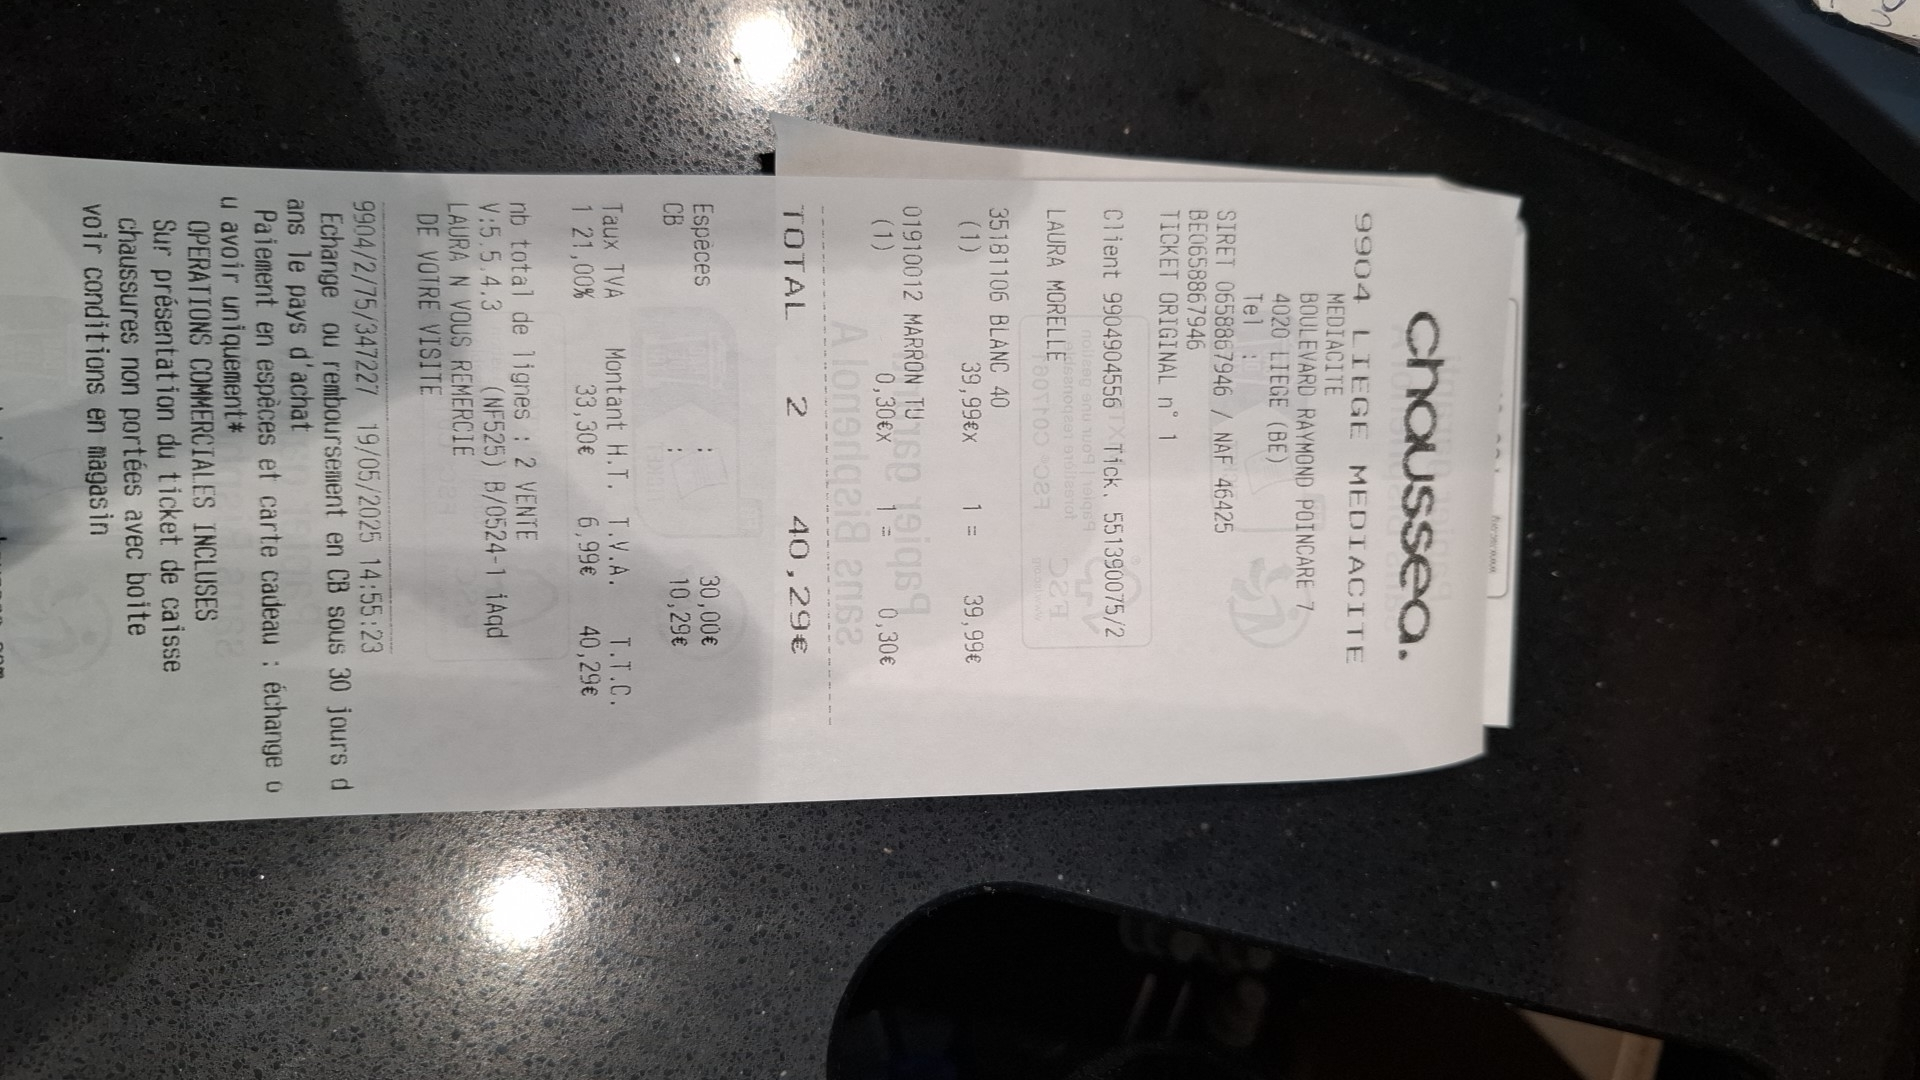 chaussea.
9904 LIEGE MEDIACITE
MEDIACITE
BOULEVARD RAYMOND POINCARE 7
4020 LIEGE (BE)
Tel :
SIRET 0658867946 / NAF 46425
BE0658867946
TICKET ORIGINAL n° 1
Client 9904904556 Tick. 551390075/2
LAURA MORELLE
35181106 BLANC 40
(1) 39,99€x 1 = 39,99€
01910012 MARRON TU
(1) 0,30€x 1 = 0,30€
TOTAL 2 40,29€
Espèces : 30,00€
CB : 10,29€
Taux TVA Montant H.T. T.V.A. T.T.C.
1 21,00% 33,30€ 6,99€ 40,29€
nb total de lignes : 2 VENTE
V:5.5.4.3 (NF525) B/0524-1 iAqd
LAURA N VOUS REMERCIE
DE VOTRE VISITE
9904/2/75/347227 19/05/2025 14:55:23
Echange ou remboursement en CB sous 30 jours d
ans le pays d'achat
Paiement en espèces et carte cadeau : échange o
u avoir uniquement*
OPERATIONS COMMERCIALES INCLUSES
Sur présentation du ticket de caisse
chaussures non portées avec boite
voir conditions en magasin